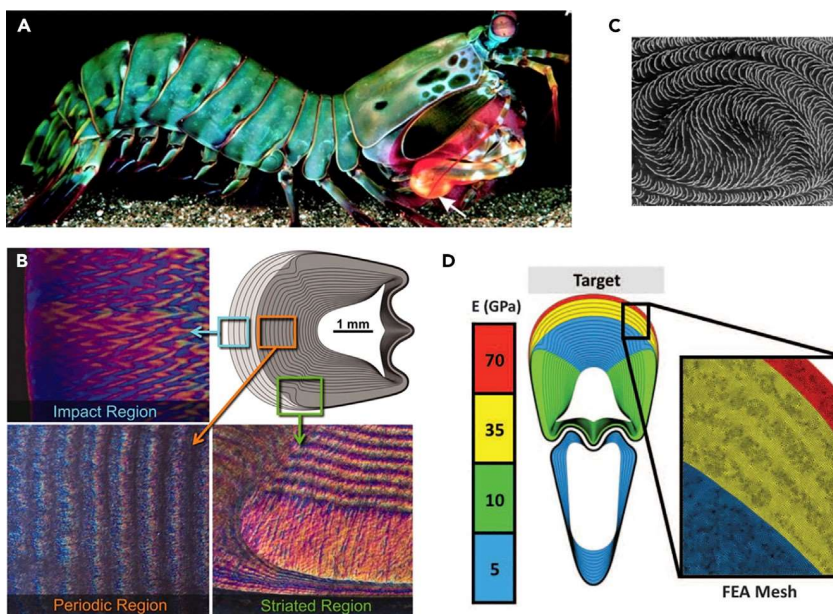 A
C
B
1 mm
Impact Region
Periodic Region
Striated Region
D
Target
E (GPa)
70
35
10
5
FEA Mesh